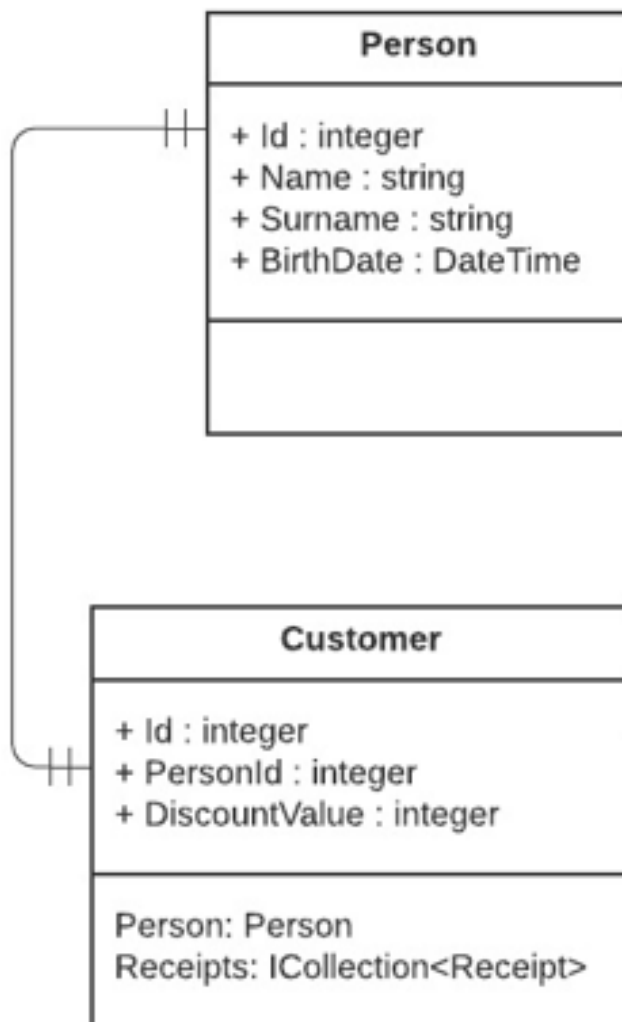 Person
+ Id : integer
+ Name : string
+ Surname : string
+ BirthDate : DateTime
Customer
+ Id : integer
+ PersonId : integer
+ DiscountValue : integer
Person: Person
Receipts: ICollection<Receipt>